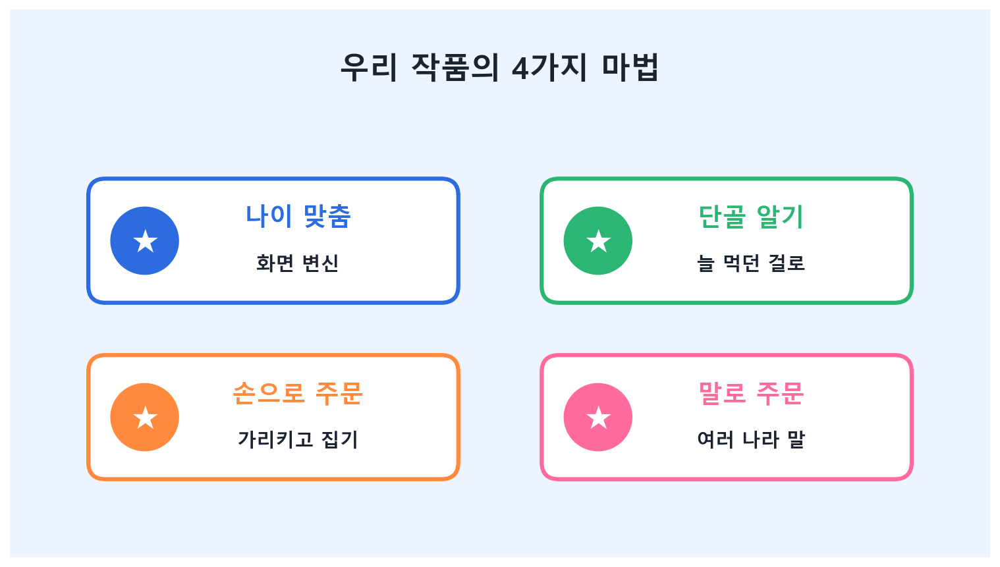 우리 작품의 4가지 마법
나이 맞춤
화면 변신
단골 알기
늘 먹던 걸로
손으로 주문
가리키고 집기
말로 주문
여러 나라 말